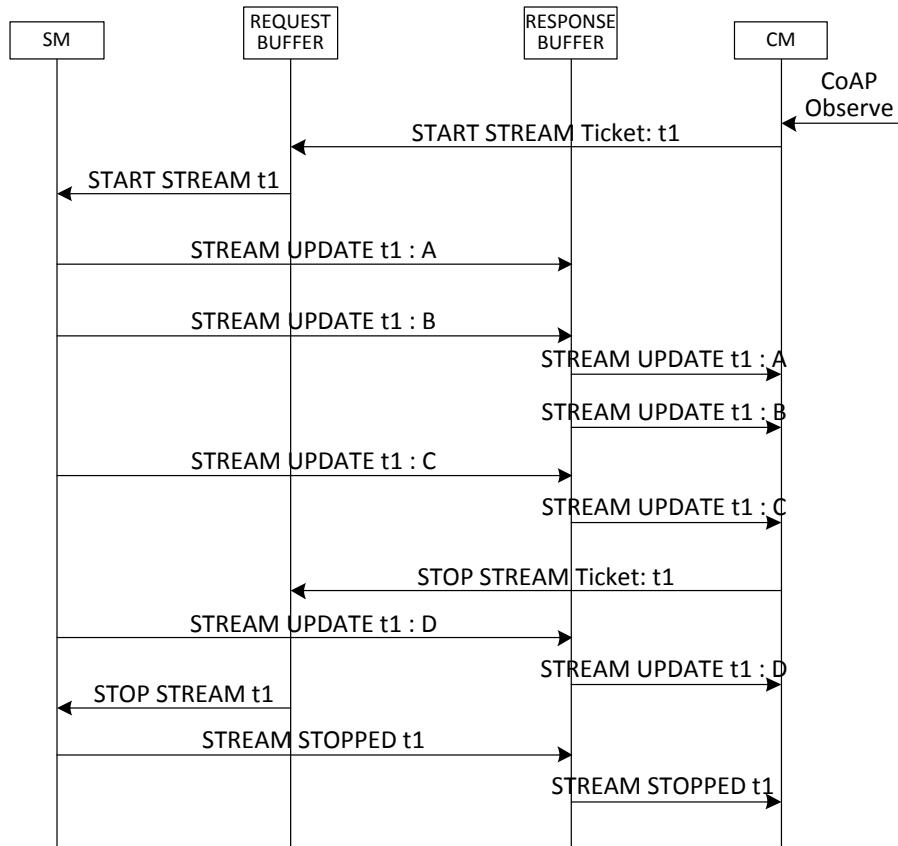 SM
REQUEST
BUFFER
RESPONSE
BUFFER
CM
CoAP
Observe
START STREAM Ticket: t1
START STREAM t1
STREAM UPDATE t1 : A
STREAM UPDATE t1 : B
STREAM UPDATE t1 : A
STREAM UPDATE t1 : B
STREAM UPDATE t1 : C
STREAM UPDATE t1 : C
STOP STREAM Ticket: t1
STREAM UPDATE t1 : D
STREAM UPDATE t1 : D
STOP STREAM t1
STREAM STOPPED t1
STREAM STOPPED t1